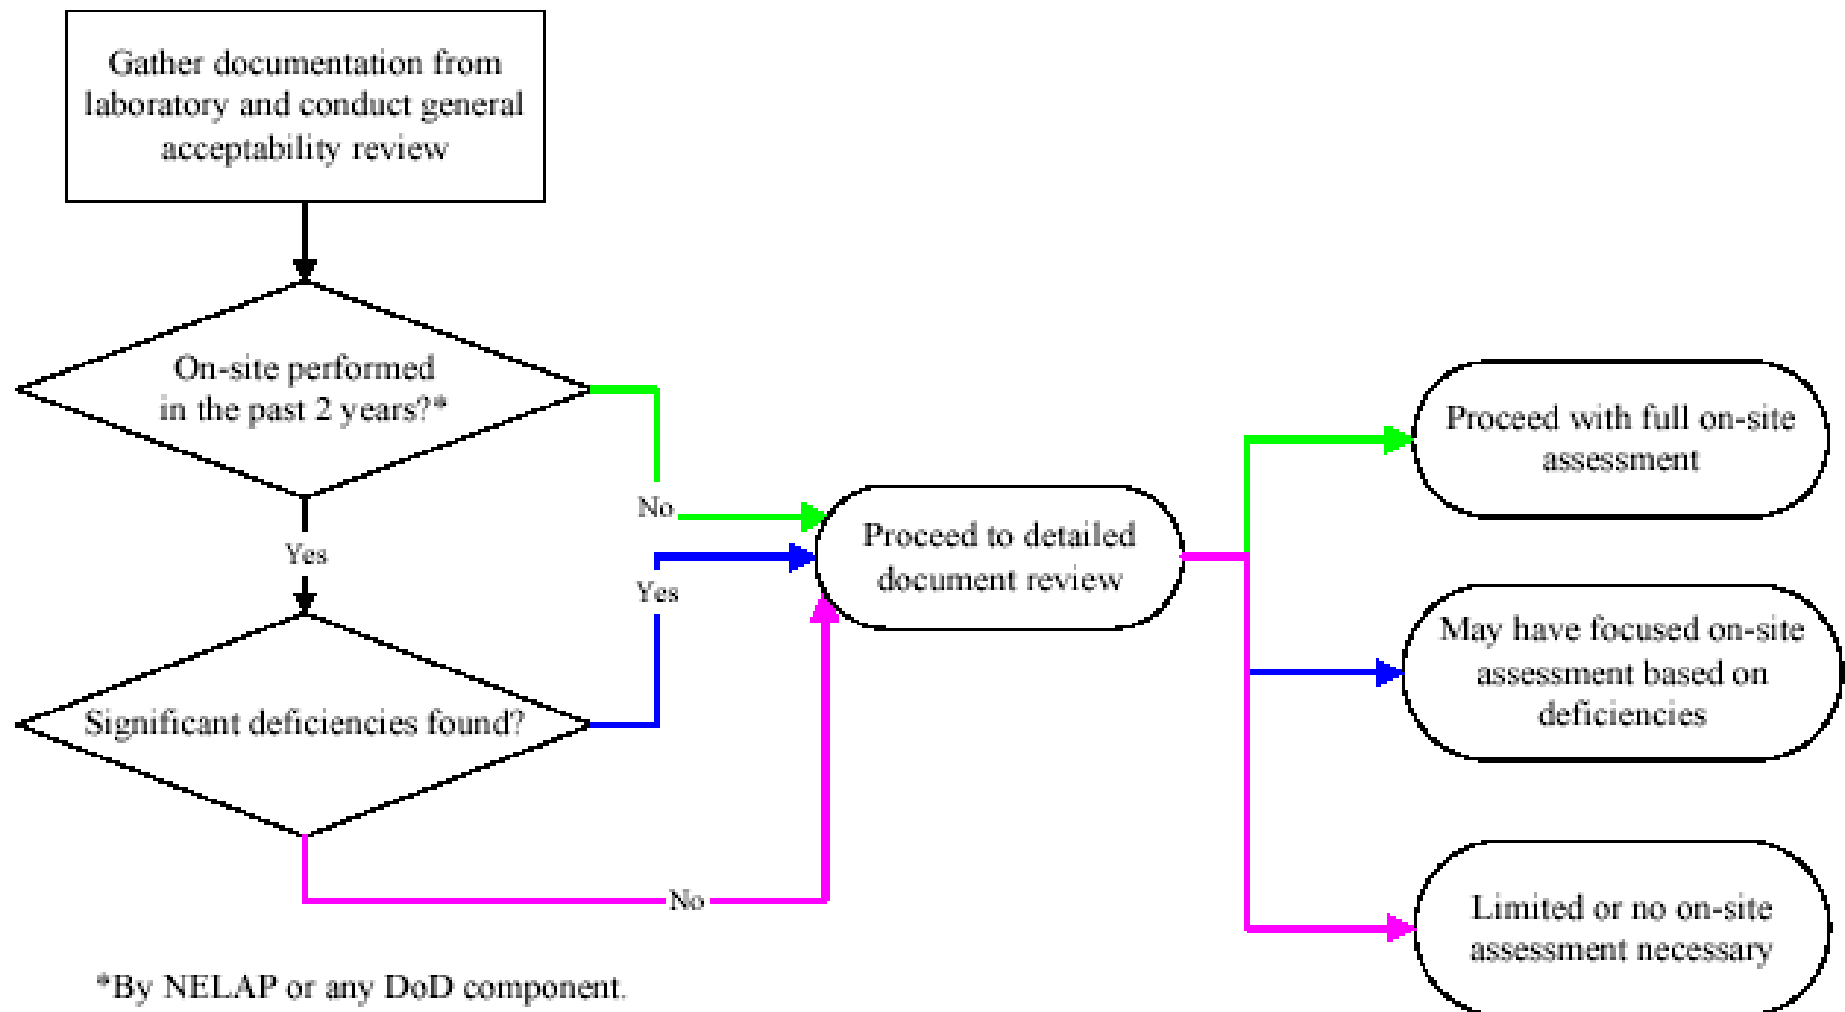 Gather documentation from
laboratory and conduct general
acceptability review
On-site performed
in the past 2 years?*
No
Yes
Significant deficiencies found?
Yes
No
Proceed to detailed
document review
Proceed with full on-site
assessment
May have focused on-site
assessment based on
deficiencies
Limited or no on-site
assessment necessary
*By NELAP or any DoD component.